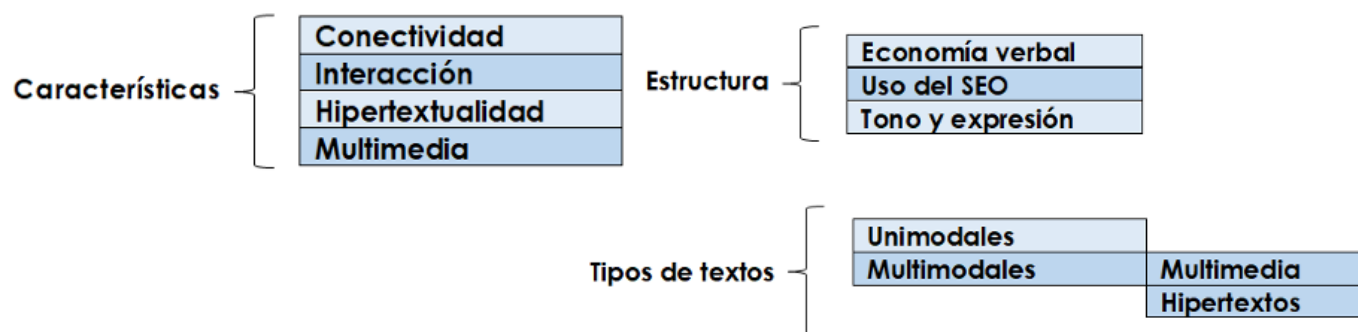 Características
Conectividad
Interacción
Hipertextualidad
Multimedia
Estructura
Economía verbal
Uso del SEO
Tono y expresión
Tipos de textos
Unimodales
Multimodales
Multimedia
Hipertextos